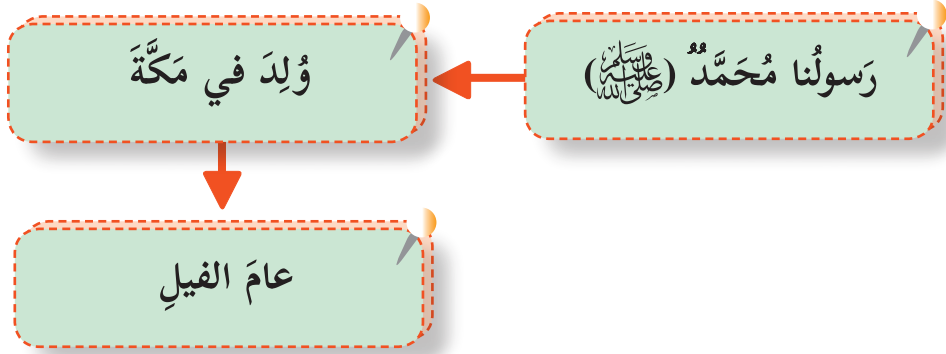 رَسولُنا مُحَمَّدٌ (ﷺ)
وُلِدَ في مَكَّةَ
عامَ الفيلِ